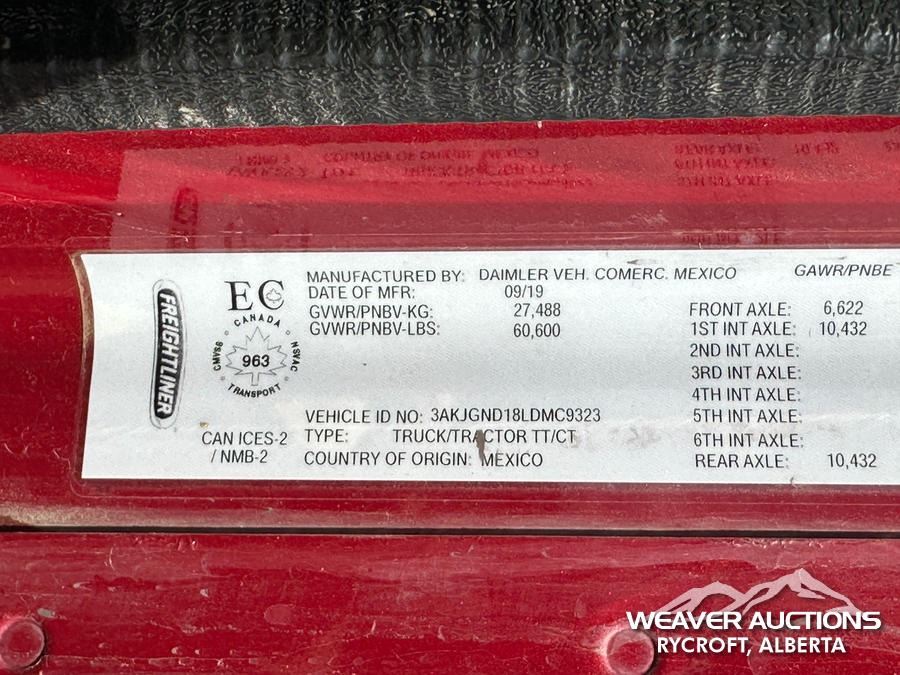 FREIGHTLINER
EC
CANADA
CMVSS
963
NSVAC
TRANSPORT
CAN ICES-2
/ NMB-2
MANUFACTURED BY: DAIMLER VEH. COMERC. MEXICO
DATE OF MFR: 09/19
GVWR/PNBV-KG: 27,488
GVWR/PNBV-LBS: 60,600
VEHICLE ID NO: 3AKJGND18LDMC9323
TYPE: TRUCK/TRACTOR TT/CT
COUNTRY OF ORIGIN: MEXICO
GAWR/PNBE
FRONT AXLE: 6,622
1ST INT AXLE: 10,432
2ND INT AXLE:
3RD INT AXLE:
4TH INT AXLE:
5TH INT AXLE:
6TH INT AXLE:
REAR AXLE: 10,432
WEAVER AUCTIONS
RYCROFT, ALBERTA